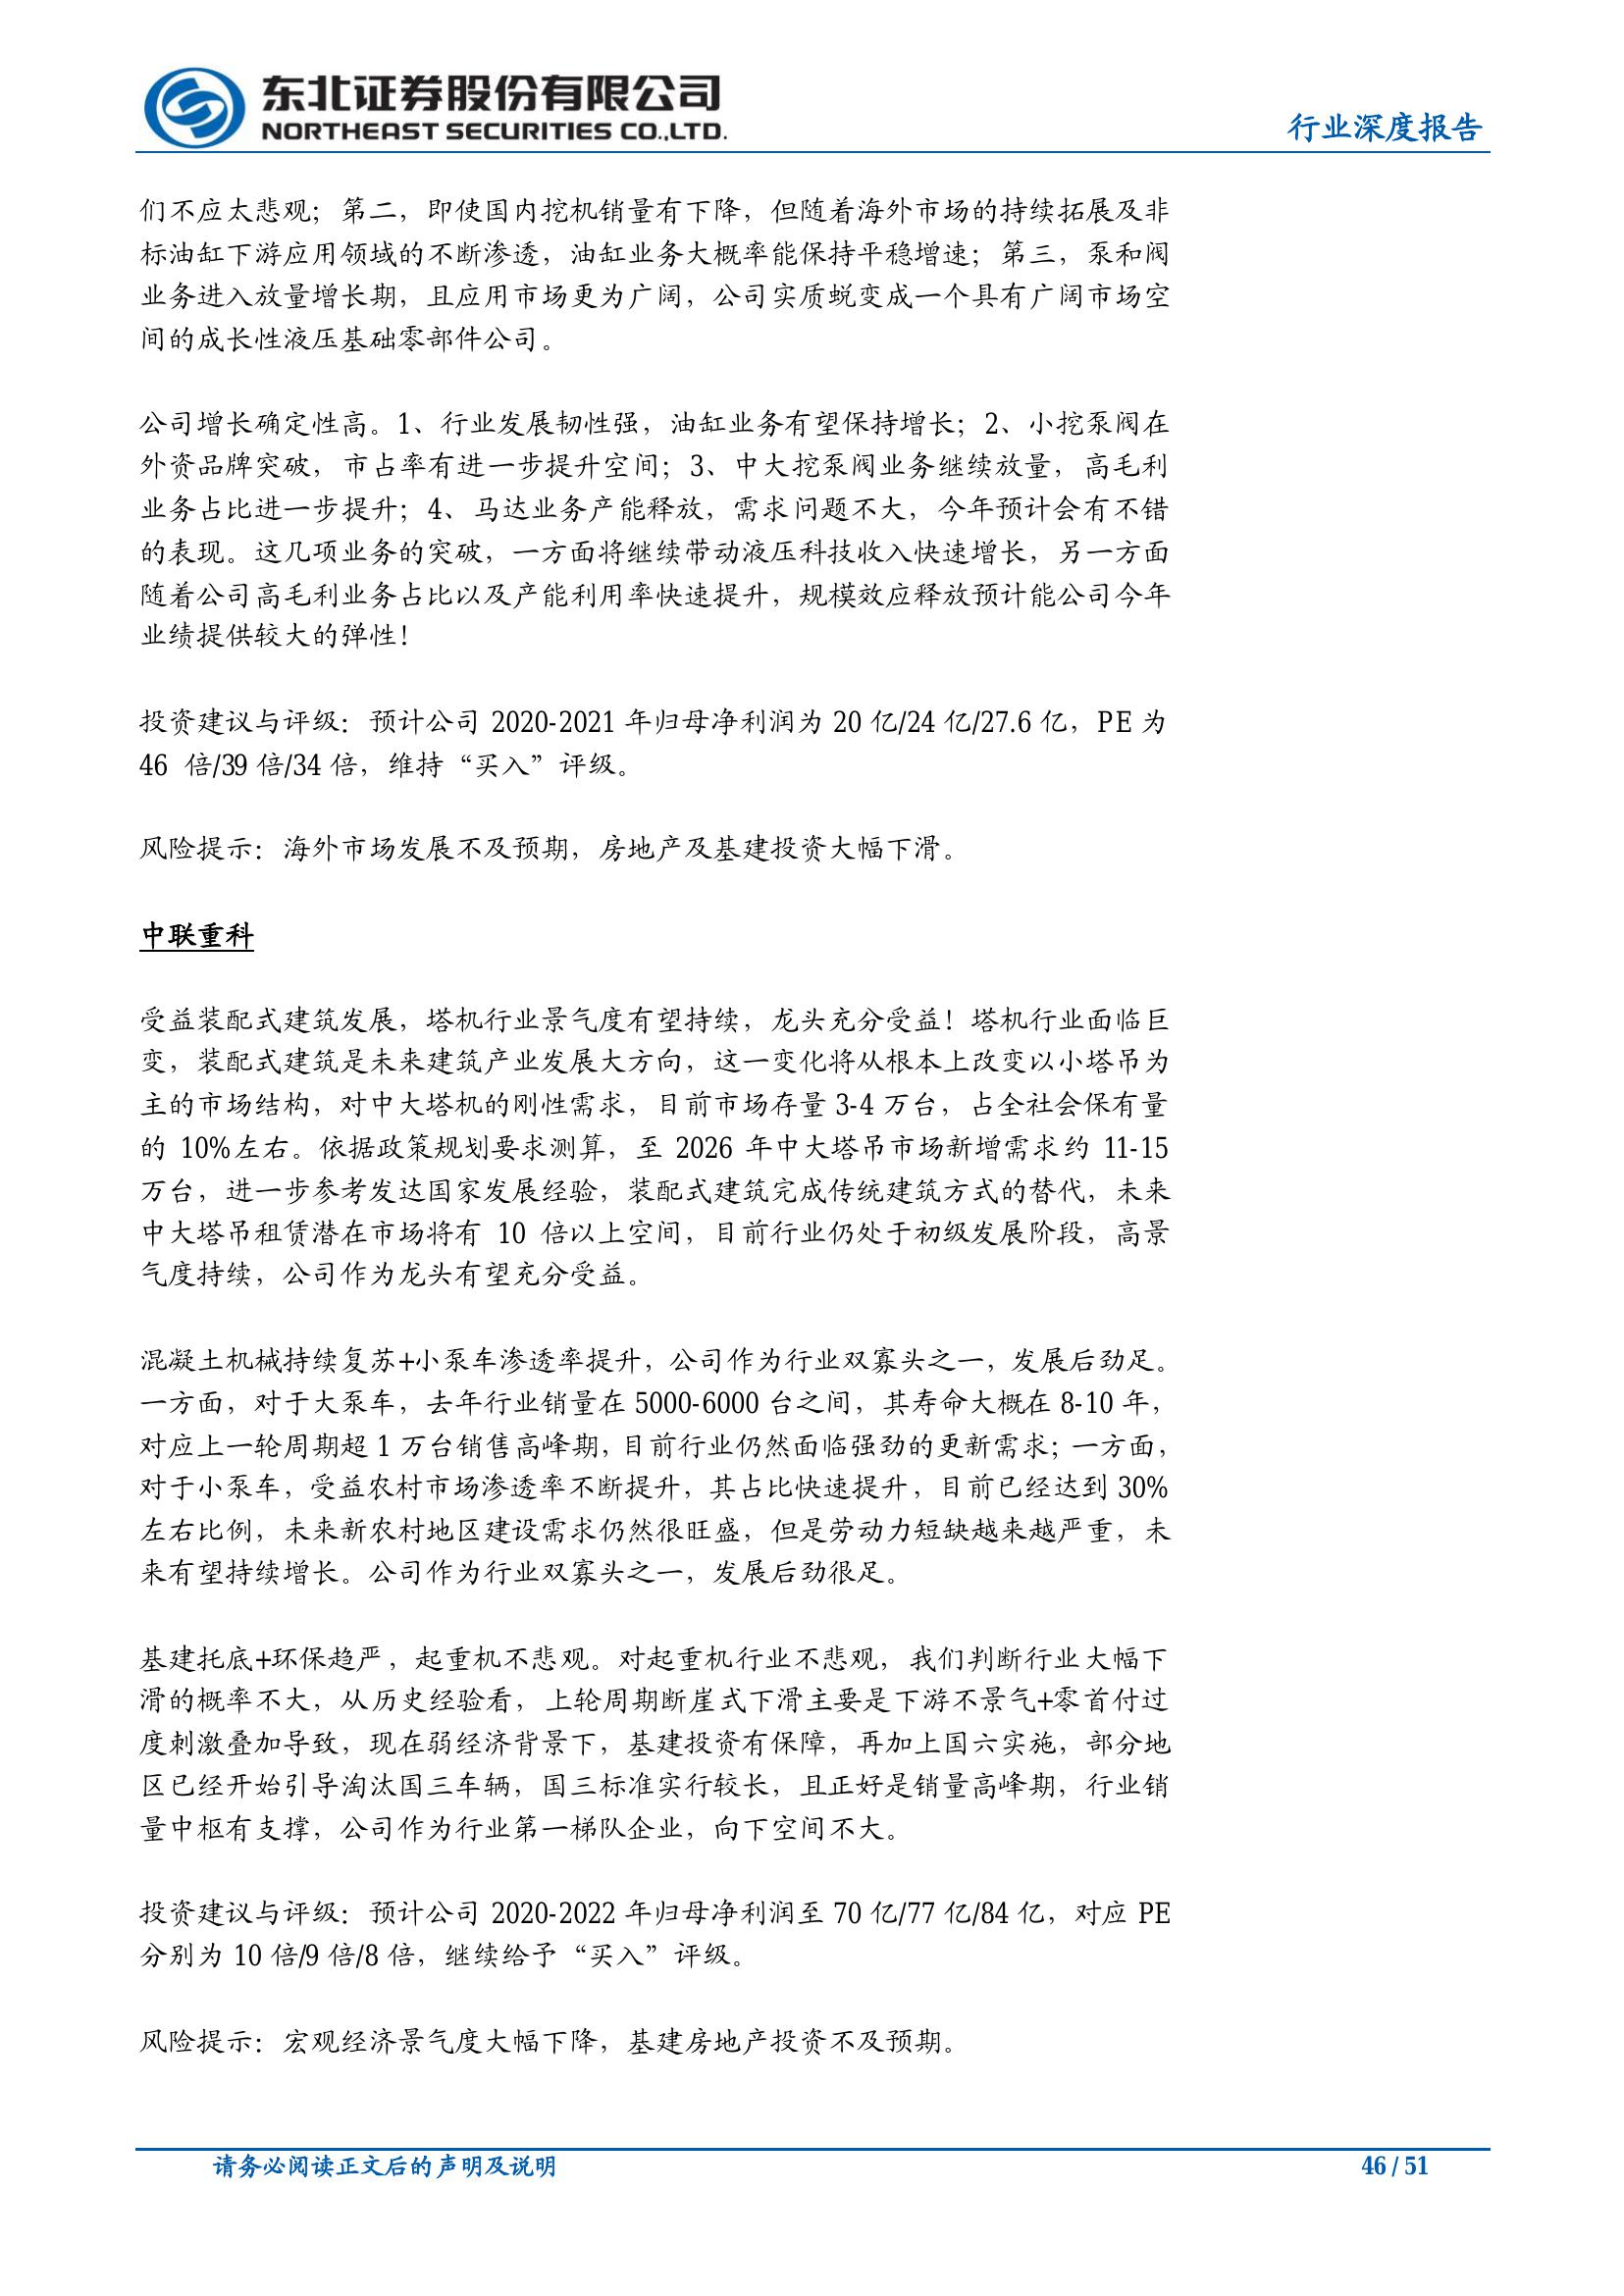 东北证券股份有限公司
NORTHEAST SECURITIES CO.,LTD.
行业深度报告
们不应太悲观；第二，即使国内挖机销量有下降，但随着海外市场的持续拓展及非
标油缸下游应用领域的不断渗透，油缸业务大概率能保持平稳增速；第三，泵和阀
业务进入放量增长期，且应用市场更为广阔，公司实质蜕变成一个具有广阔市场空
间的成长性液压基础零部件公司。
公司增长确定性高。1、行业发展韧性强，油缸业务有望保持增长；2、小挖泵阀在
外资品牌突破，市占率有进一步提升空间；3、中大挖泵阀业务继续放量，高毛利
业务占比进一步提升；4、马达业务产能释放，需求问题不大，今年预计会有不错
的表现。这几项业务的突破，一方面将继续带动液压科技收入快速增长，另一方面
随着公司高毛利业务占比以及产能利用率快速提升，规模效应释放预计能公司今年
业绩提供较大的弹性！
投资建议与评级：预计公司 2020-2021 年归母净利润为 20 亿/24 亿/27.6 亿，PE 为
46 倍/39 倍/34 倍，维持“买入”评级。
风险提示：海外市场发展不及预期，房地产及基建投资大幅下滑。
中联重科
受益装配式建筑发展，塔机行业景气度有望持续，龙头充分受益！塔机行业面临巨
变，装配式建筑是未来建筑产业发展大方向，这一变化将从根本上改变以小塔吊为
主的市场结构，对中大塔机的刚性需求，目前市场存量 3-4 万台，占全社会保有量
的 10%左右。依据政策规划要求测算，至 2026 年中大塔吊市场新增需求约 11-15
万台，进一步参考发达国家发展经验，装配式建筑完成传统建筑方式的替代，未来
中大塔吊租赁潜在市场将有 10 倍以上空间，目前行业仍处于初级发展阶段，高景
气度持续，公司作为龙头有望充分受益。
混凝土机械持续复苏+小泵车渗透率提升，公司作为行业双寡头之一，发展后劲足。
一方面，对于大泵车，去年行业销量在 5000-6000 台之间，其寿命大概在 8-10 年，
对应上一轮周期超 1 万台销售高峰期，目前行业仍然面临强劲的更新需求；一方面，
对于小泵车，受益农村市场渗透率不断提升，其占比快速提升，目前已经达到 30%
左右比例，未来新农村地区建设需求仍然很旺盛，但是劳动力短缺越来越严重，未
来有望持续增长。公司作为行业双寡头之一，发展后劲很足。
基建托底+环保趋严，起重机不悲观。对起重机行业不悲观，我们判断行业大幅下
滑的概率不大，从历史经验看，上轮周期断崖式下滑主要是下游不景气+零首付过
度刺激叠加导致，现在弱经济背景下，基建投资有保障，再加上国六实施，部分地
区已经开始引导淘汰国三车辆，国三标准实行较长，且正好是销量高峰期，行业销
量中枢有支撑，公司作为行业第一梯队企业，向下空间不大。
投资建议与评级：预计公司 2020-2022 年归母净利润至 70 亿/77 亿/84 亿，对应 PE
分别为 10 倍/9 倍/8 倍，继续给予“买入”评级。
风险提示：宏观经济景气度大幅下降，基建房地产投资不及预期。
请务必阅读正文后的声明及说明
46 / 51